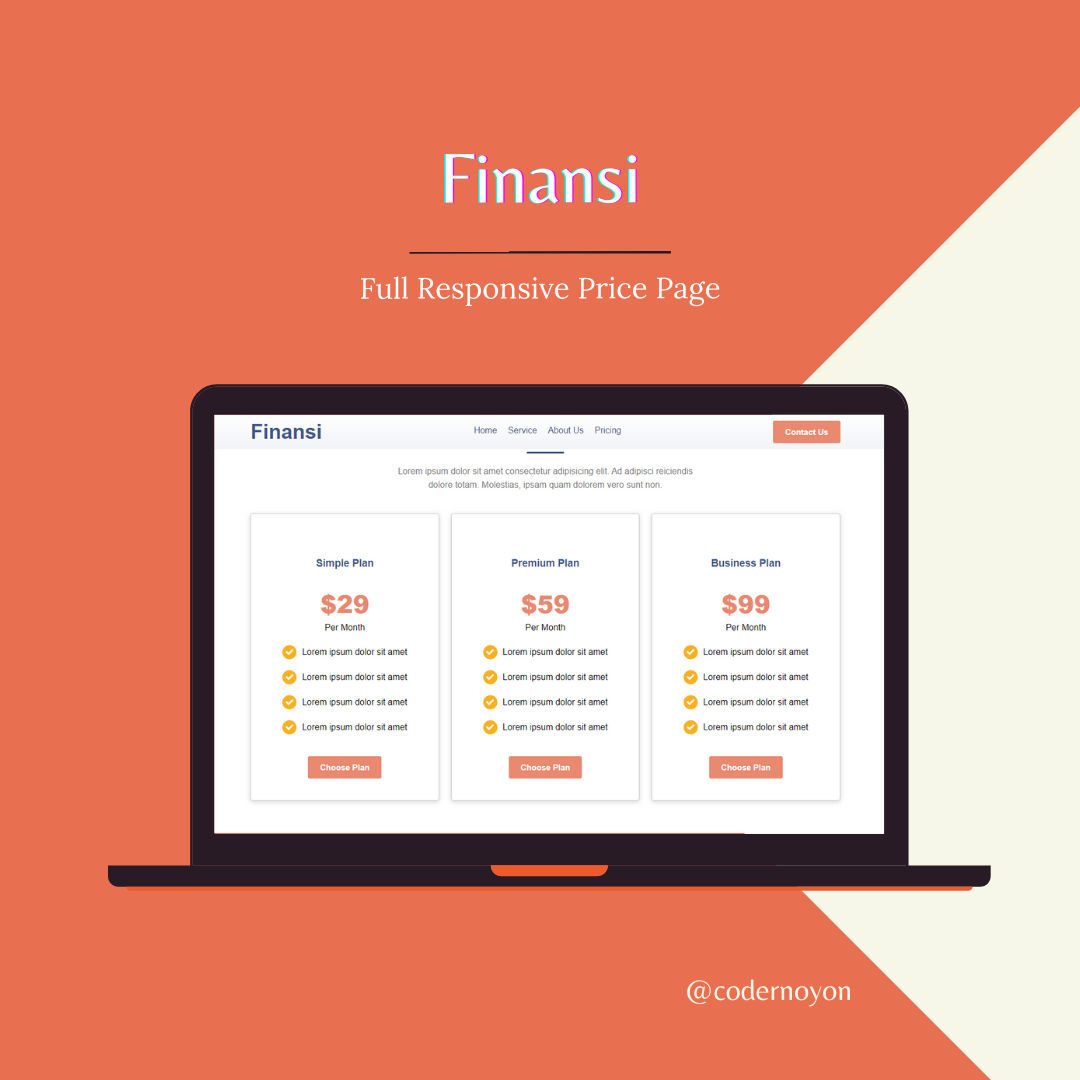 Finansi
Full Responsive Price Page
Finansi
Home Service About Us Pricing
Contact Us
Lorem ipsum dolor sit amet consectetur adipisicing elit. Ad adipisci reiciendis
dolore totam. Molestias, ipsam quam dolorem vero sunt non.
Simple Plan
$29
Per Month
Lorem ipsum dolor sit amet
Lorem ipsum dolor sit amet
Lorem ipsum dolor sit amet
Lorem ipsum dolor sit amet
Choose Plan
Premium Plan
$59
Per Month
Lorem ipsum dolor sit amet
Lorem ipsum dolor sit amet
Lorem ipsum dolor sit amet
Lorem ipsum dolor sit amet
Choose Plan
Business Plan
$99
Per Month
Lorem ipsum dolor sit amet
Lorem ipsum dolor sit amet
Lorem ipsum dolor sit amet
Lorem ipsum dolor sit amet
Choose Plan
@codernoyon